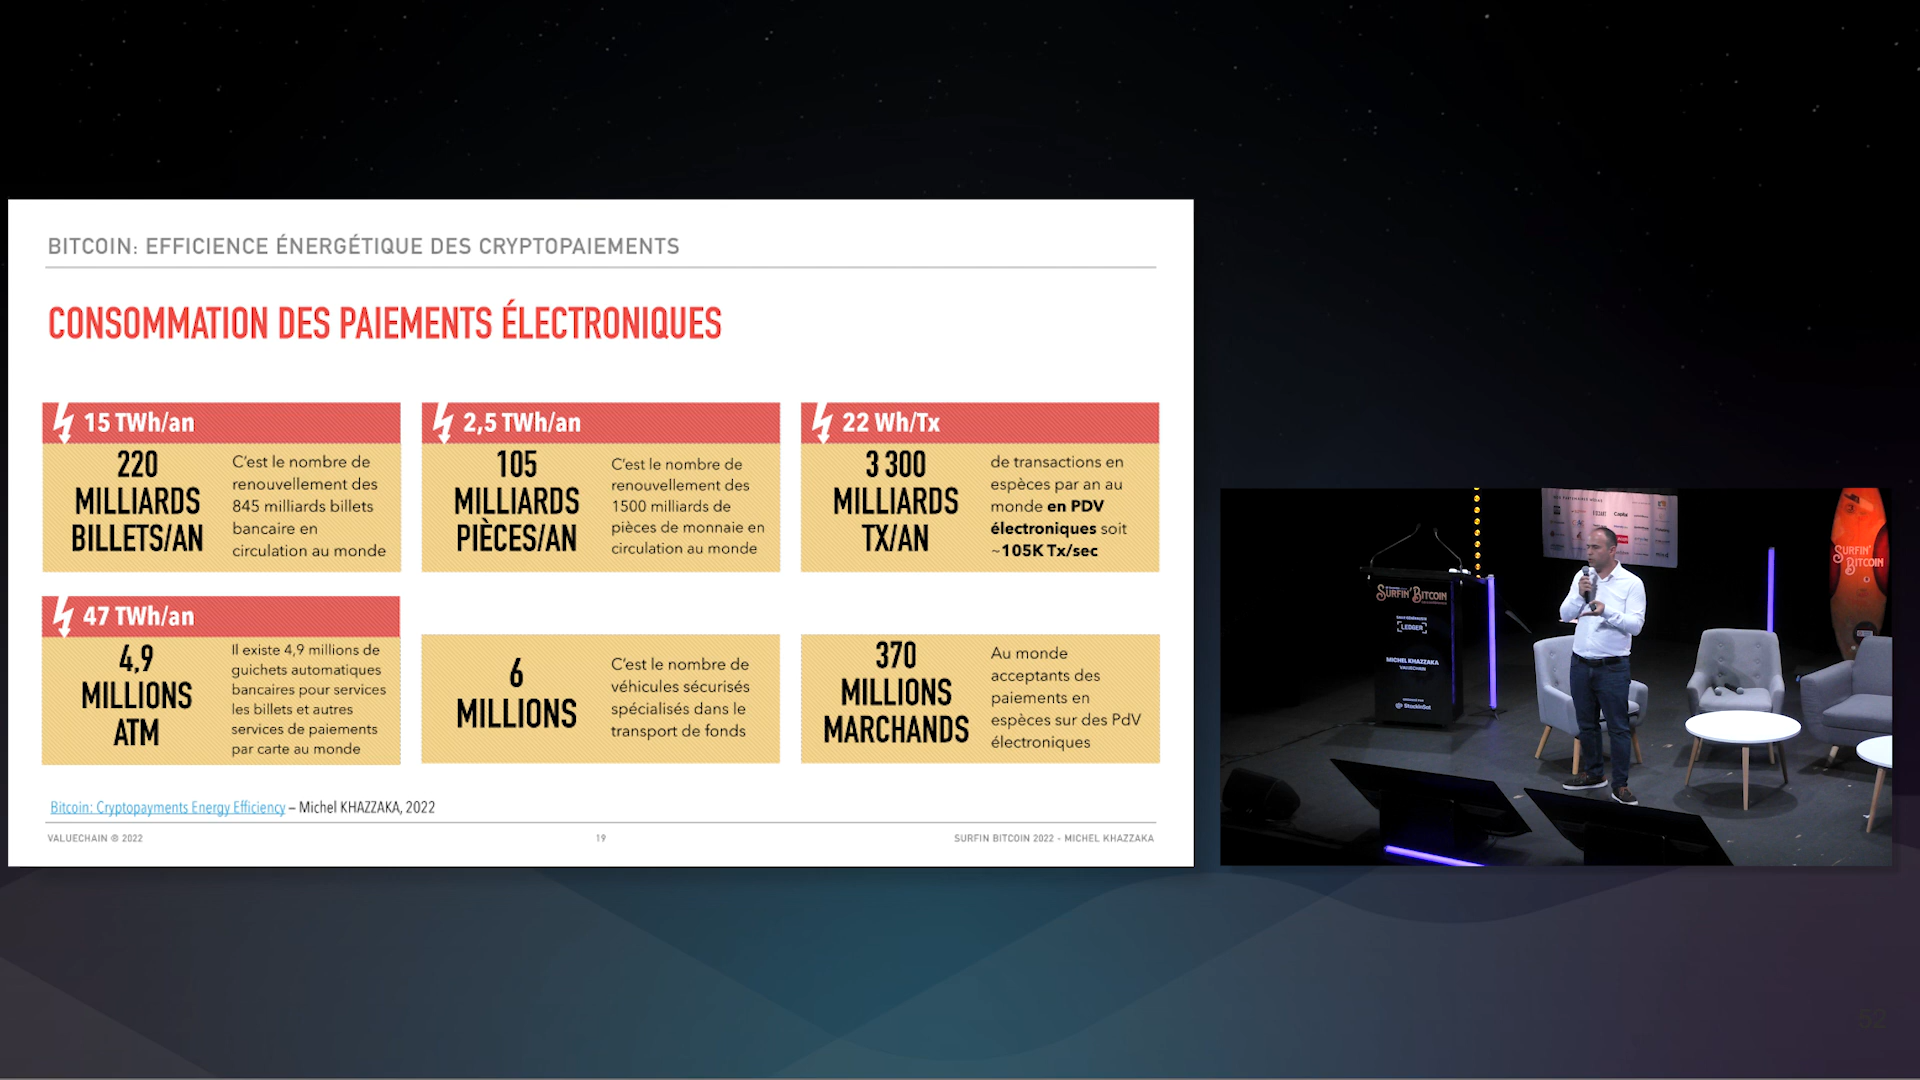 BITCOIN: EFFICIENCE ÉNERGÉTIQUE DES CRYPTOPAIEMENTS
CONSOMMATION DES PAIEMENTS ÉLECTRONIQUES
15 TWh/an
220
MILLIARDS
BILLETS/AN
C'est le nombre de
renouvellement des
845 milliards billets
bancaire en
circulation au monde
2,5 TWh/an
105
MILLIARDS
PIÈCES/AN
C'est le nombre de
renouvellement des
1500 milliards de
pièces de monnaie en
circulation au monde
22 Wh/Tx
3 300
MILLIARDS
TX/AN
de transactions en
espèces par an au
monde en PDV
électroniques soit
~105K Tx/sec
47 TWh/an
4,9
MILLIONS
ATM
Il existe 4,9 millions de
guichets automatiques
bancaires pour services
les billets et autres
services de paiements
par carte au monde
6
MILLIONS
C'est le nombre de
véhicules sécurisés
spécialisés dans le
transport de fonds
370
MILLIONS
MARCHANDS
Au monde
acceptants des
paiements en
espèces sur des PdV
électroniques
Bitcoin: Cryptopayments Energy Efficiency – Michel KHAZZAKA, 2022
VALUECHAIN © 2022
19
SURFIN BITCOIN 2022 - MICHEL KHAZZAKA
SURFIN' BITCOIN
LEDGER
MICHEL KHAZZAKA
VALUECHAIN
StackinSat
SURFIN'
BITCOIN
52